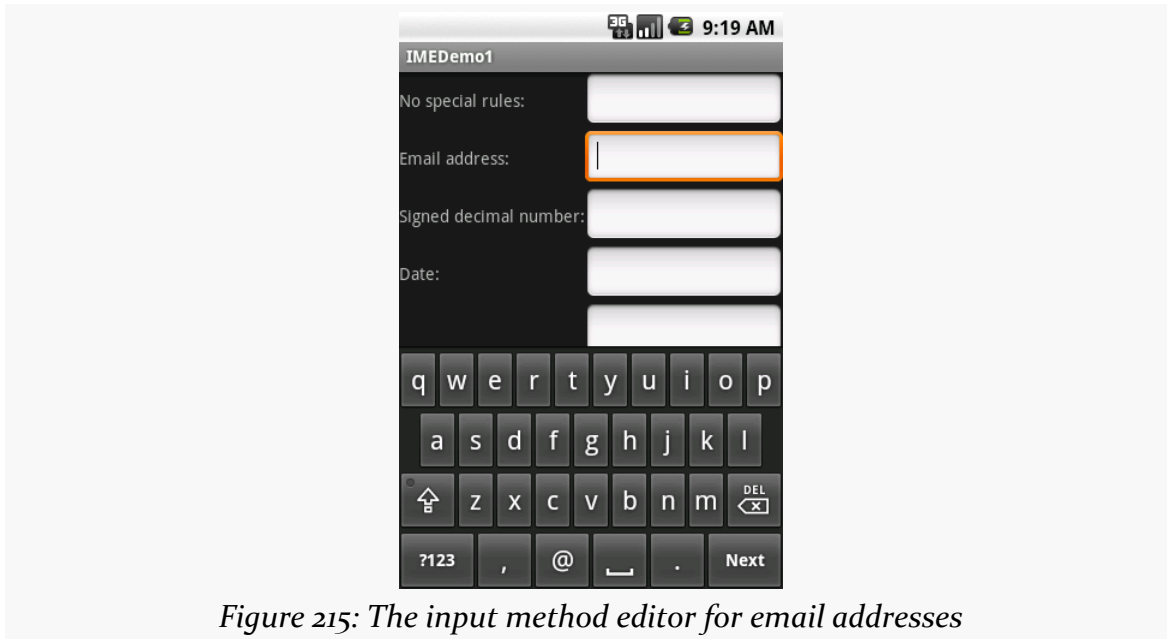 3G 9:19 AM
IMEDemo1
No special rules:
Email address:
Signed decimal number:
Date:
q w e r t y u i o p
a s d f g h j k l
z x c v b n m DEL
?123 , @ . Next
Figure 215: The input method editor for email addresses